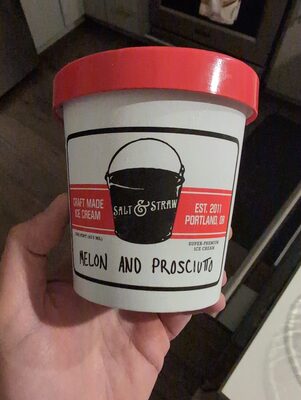 SALT & STRAW
CRAFT MADE
ICE CREAM
EST. 2011
PORTLAND, OR
SUPER-PREMIUM
ICE CREAM
MELON AND PROSCIUTTO